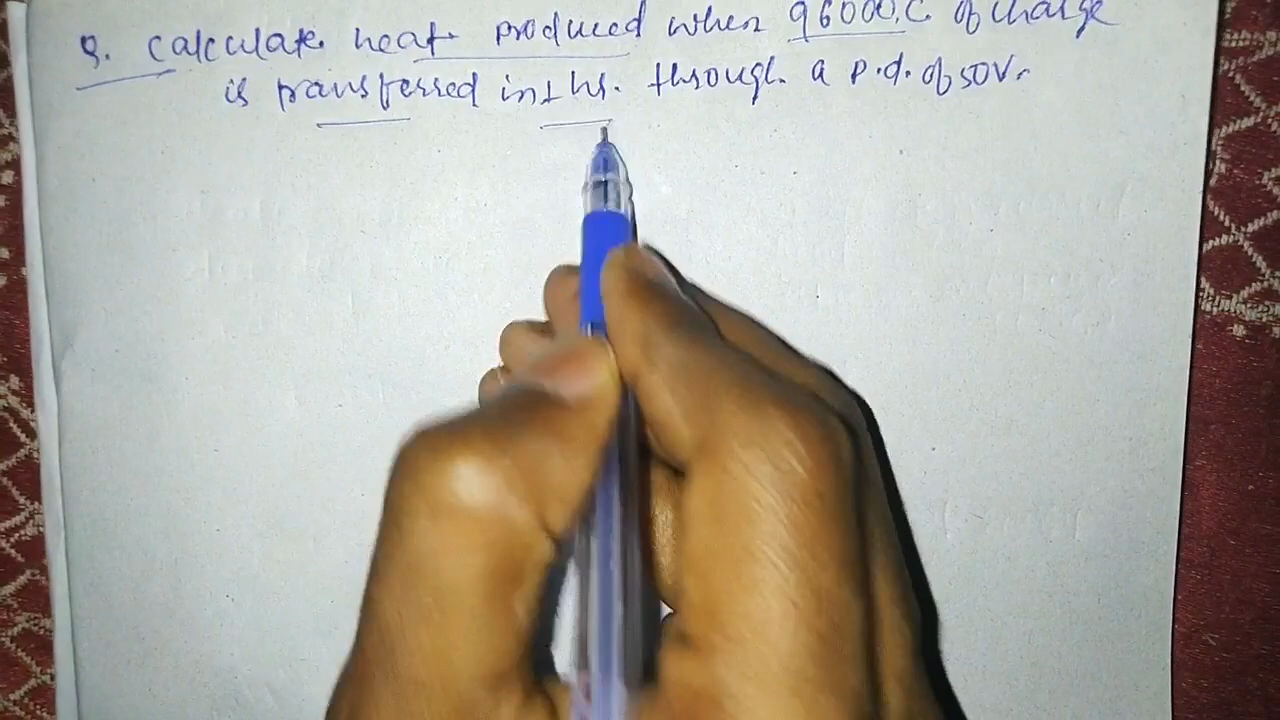 Q. Calculate heat produced when 96000.C of charge
is transferred in 1 hr. through a p.d. of 50V.